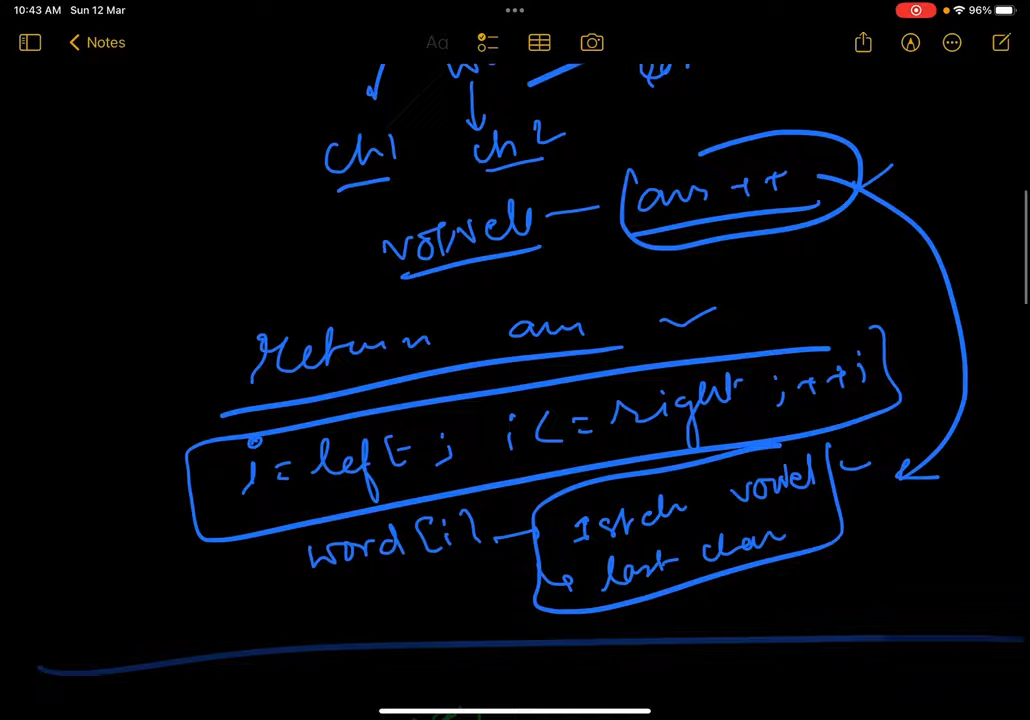 10:43 AM Sun 12 Mar 96%
Notes Aa
ch1 ch2
vowel ans ++
Return ans
i = left ; i <= right ; ++i
word[i] 1st ch vowel
last char